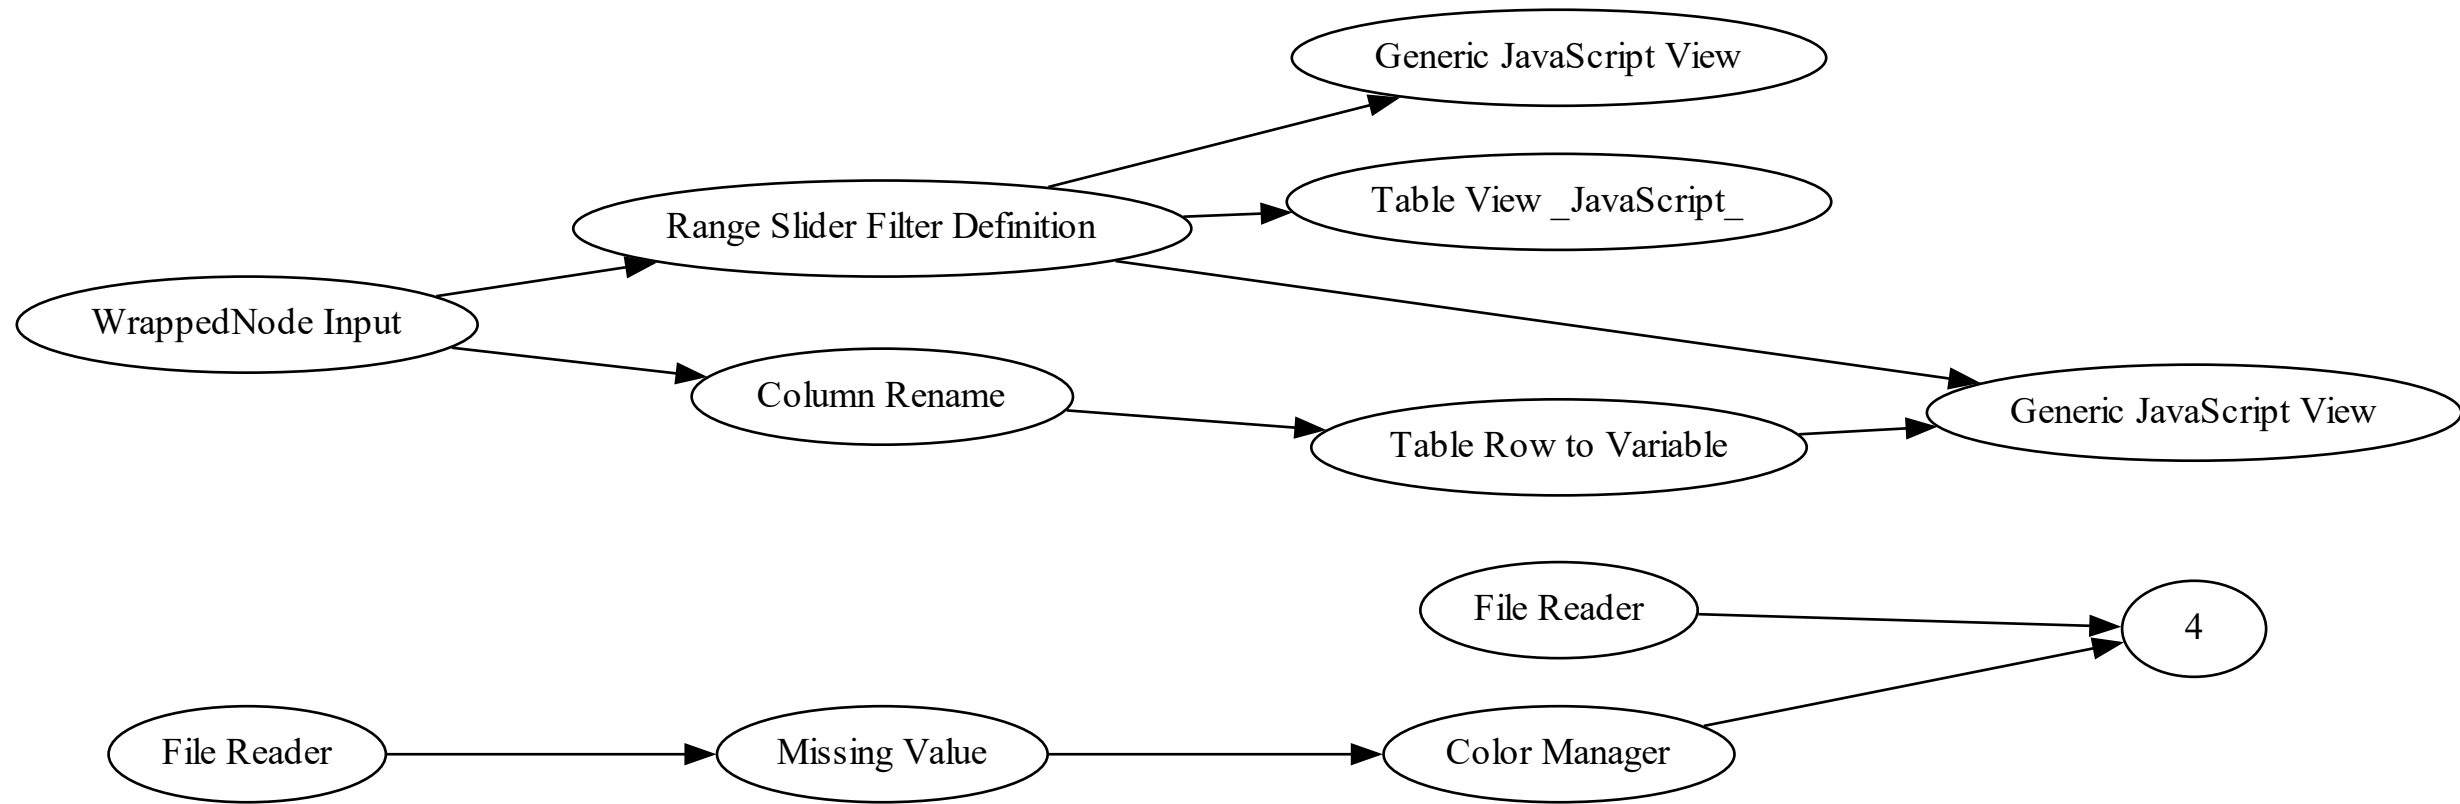 Generic JavaScript View
Table View _JavaScript_
Range Slider Filter Definition
WrappedNode Input
Column Rename
Generic JavaScript View
Table Row to Variable
File Reader
4
File Reader
Missing Value
Color Manager